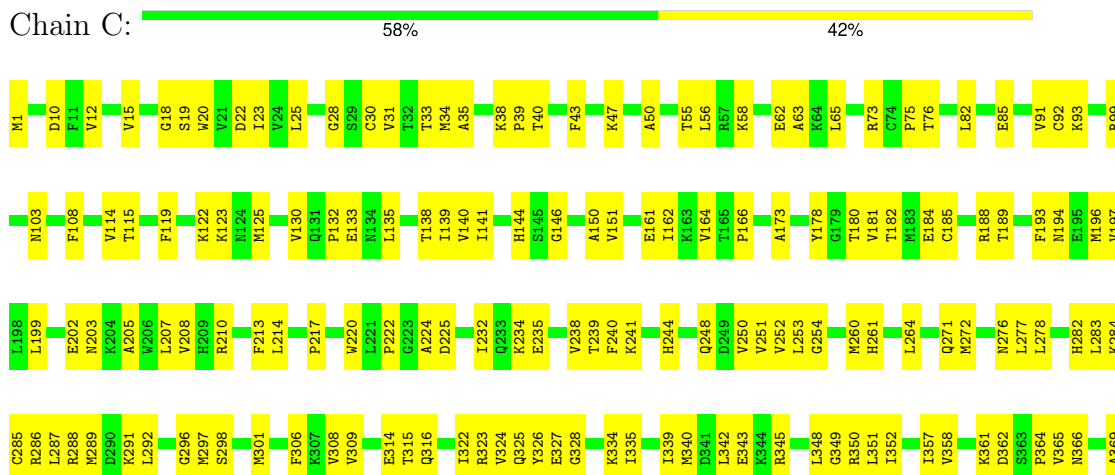 Chain C:
58% 42%
M1 D10 F11 V12 V15 G18 S19 W20 V21 D22 I23 V24 L25 G28 S29 C30 V31 T32 T33 M34 A35 K38 P39 T40 F43 K47 A50 T55 L56 R57 K58 E62 A63 K64 L65 R73 C74 P75 T76 L82 E85 V91 C92 K93
N103 F108 V114 T115 F119 K122 K123 N124 M125 V130 Q131 P132 E133 N134 L135 T138 I139 V140 I141 H144 S145 G146 A150 V151 E161 I162 K163 V164 T165 P166 A173 Y178 G179 T180 V181 T182 M183 E184 C185 R188 T189 F193 N194 E195 M196 V197
L198 L199 E202 N203 K204 A205 W206 L207 V208 H209 R210 F213 L214 P217 W220 L221 P222 G223 A224 D225 I232 Q233 K234 E235 V238 T239 F240 K241 H244 Q248 D249 V250 V251 V252 L253 G254 M260 H261 L264 Q271 M272 N276 L277 L278 H282 L283
C285 R286 L287 R288 M289 D290 K291 L292 G296 M297 S298 M301 F306 K307 V308 V309 E314 T315 Q316 I322 R323 V324 Q325 Y326 E327 G328 K334 I335 I339 M340 D341 L342 E343 K344 R345 L348 G349 R350 L351 I352 I357 V358 K361 D362 S363 P364 V365 N366